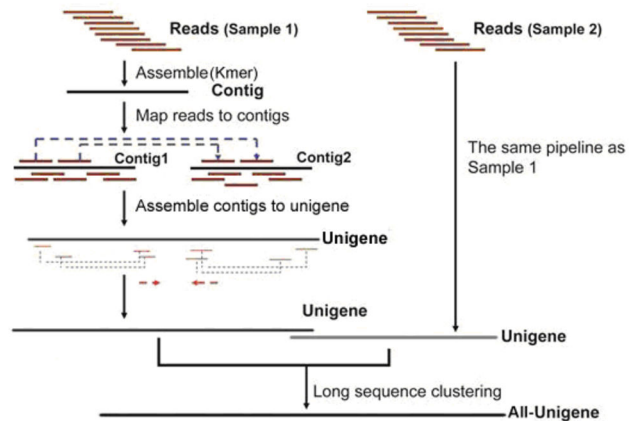 Reads (Sample 1)
Reads (Sample 2)
Assemble(Kmer)
Contig
Map reads to contigs
Contig1
Contig2
The same pipeline as
Sample 1
Assemble contigs to unigene
Unigene
Unigene
Unigene
Long sequence clustering
All-Unigene